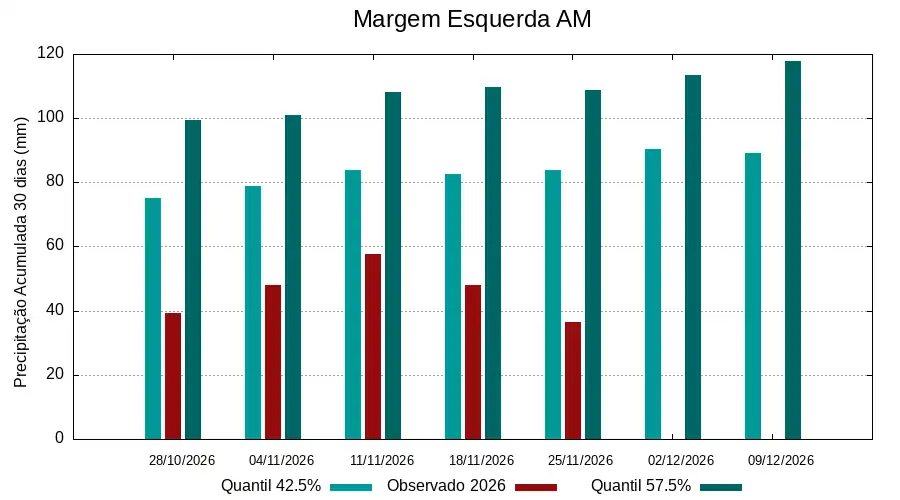 Margem Esquerda AM
Precipitação Acumulada 30 dias (mm)
120
100
80
60
40
20
0
28/10/2026 04/11/2026 11/11/2026 18/11/2026 25/11/2026 02/12/2026 09/12/2026
Quantil 42.5% Observado 2026 Quantil 57.5%